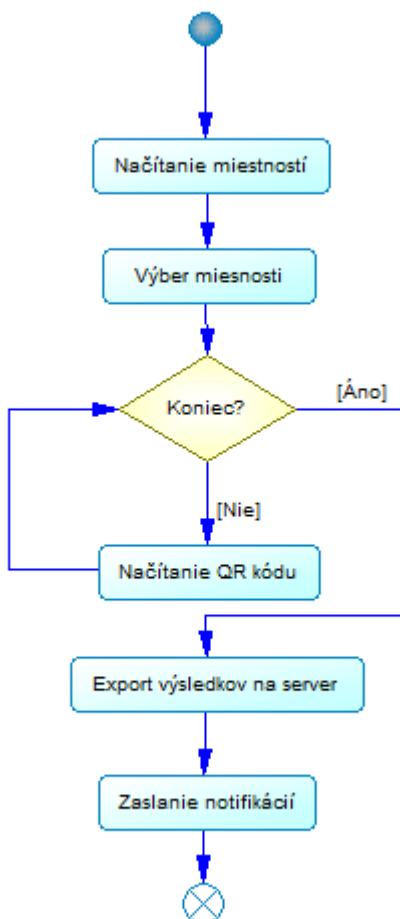 Načítanie miestností
Výber miesnosti
Koniec?
[Áno]
[Nie]
Načítanie QR kódu
Export výsledkov na server
Zaslanie notifikácií